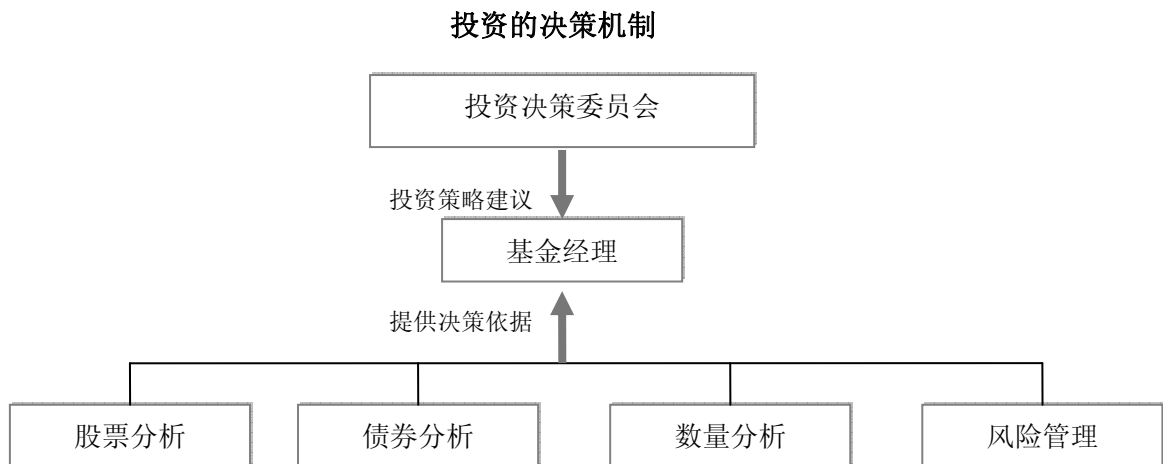 投资的决策机制
投资决策委员会
投资策略建议
基金经理
提供决策依据
股票分析
债券分析
数量分析
风险管理